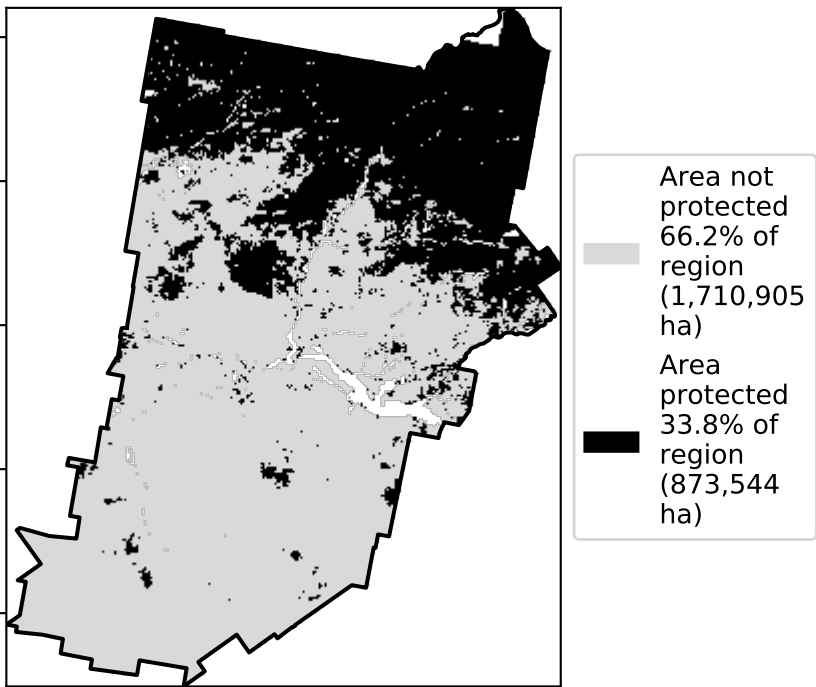 Area not
protected
66.2% of
region
(1,710,905
ha)
Area
protected
33.8% of
region
(873,544
ha)